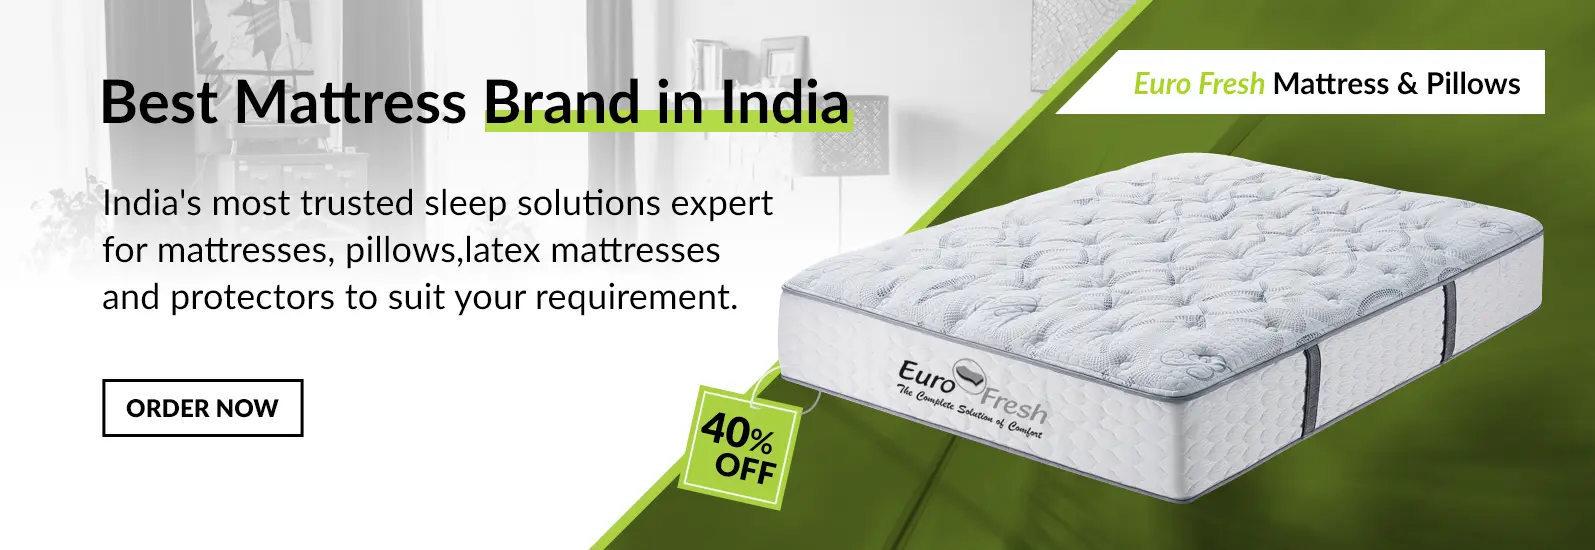 Best Mattress Brand in India
India's most trusted sleep solutions expert
for mattresses, pillows,latex mattresses
and protectors to suit your requirement.
ORDER NOW
Euro Fresh Mattress & Pillows
Euro Fresh
The Complete Solution of Comfort
40%
OFF